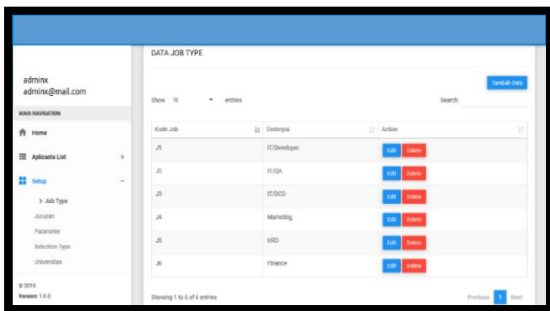 DATA JOB TYPE
adminx
adminx@mail.com
Tambah Data
Show 10 entries
Search:
MAIN NAVIGATION
Home
Aplicants List +
Setup −
> Job Type
Jurusan
Parameter
Selection Type
Universitas
Kode Job Deskripsi Action
J1 IT/Developer Edit Delete
J2 IT/QA Edit Delete
J3 IT/DCO Edit Delete
J4 Marketing Edit Delete
J5 HRD Edit Delete
J6 Finance Edit Delete
© 2019
Version: 1.0.0
Showing 1 to 6 of 6 entries
Previous 1 Next